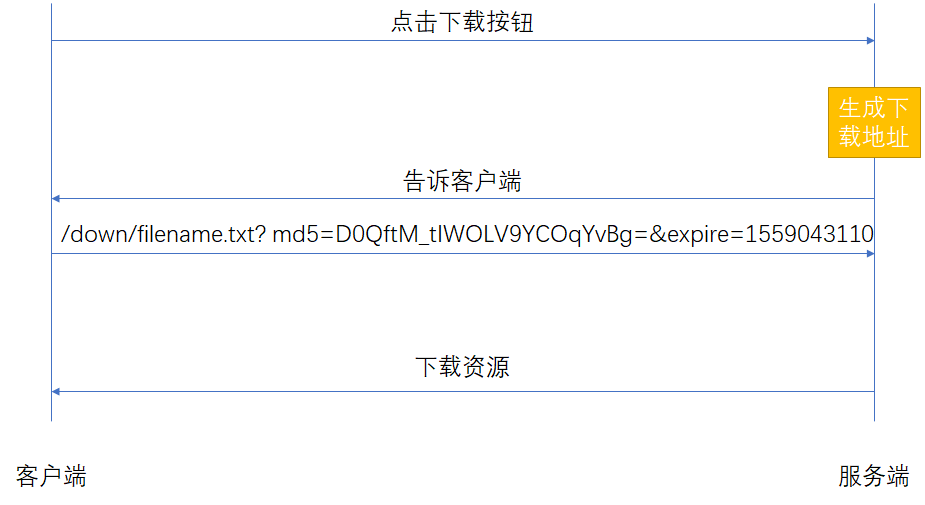 点击下载按钮
生成下
载地址
告诉客户端
/down/filename.txt? md5=D0QftM_tIWOLV9YCOqYvBg=&expire=1559043110
下载资源
客户端
服务端